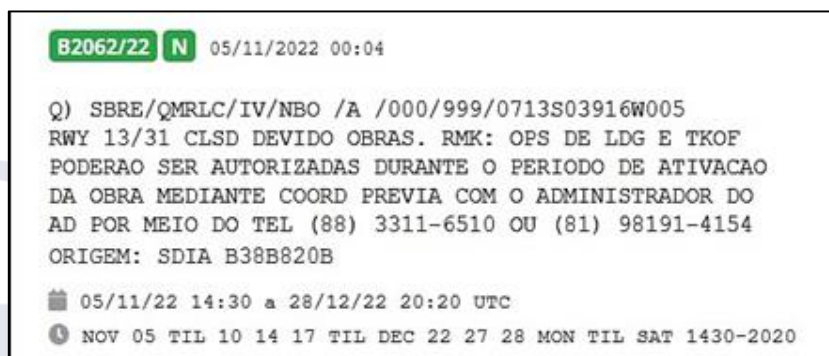 B2062/22 N 05/11/2022 00:04
Q) SBRE/QMRLC/IV/NBO /A /000/999/0713S03916W005
RWY 13/31 CLSD DEVIDO OBRAS. RMK: OPS DE LDG E TKOF
PODERAO SER AUTORIZADAS DURANTE O PERIODO DE ATIVACAO
DA OBRA MEDIANTE COORD PREVIA COM O ADMINISTRADOR DO
AD POR MEIO DO TEL (88) 3311-6510 OU (81) 98191-4154
ORIGEM: SDIA B38B820B
05/11/22 14:30 a 28/12/22 20:20 UTC
NOV 05 TIL 10 14 17 TIL DEC 22 27 28 MON TIL SAT 1430-2020